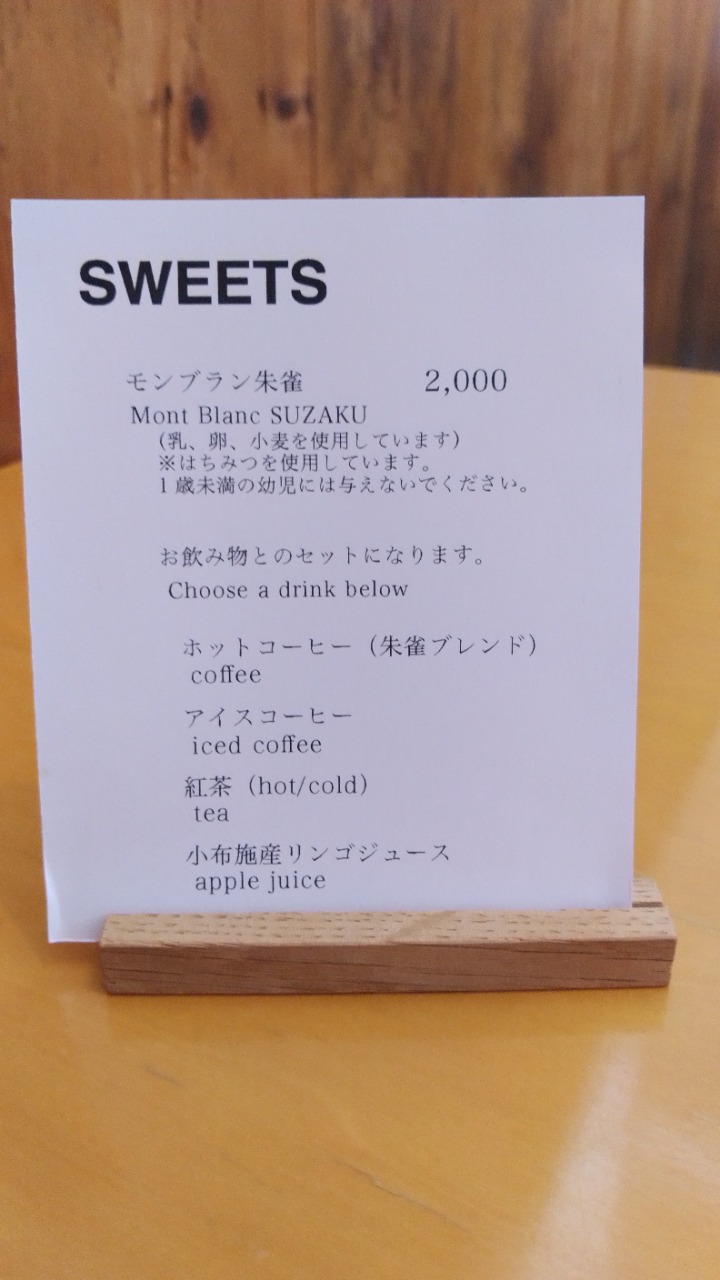 SWEETS
モンブラン朱雀 2,000
Mont Blanc SUZAKU
(乳、卵、小麦を使用しています)
※はちみつを使用しています。
1歳未満の幼児には与えないでください。
お飲み物とのセットになります。
Choose a drink below
ホットコーヒー（朱雀ブレンド）
coffee
アイスコーヒー
iced coffee
紅茶（hot/cold）
tea
小布施産リンゴジュース
apple juice